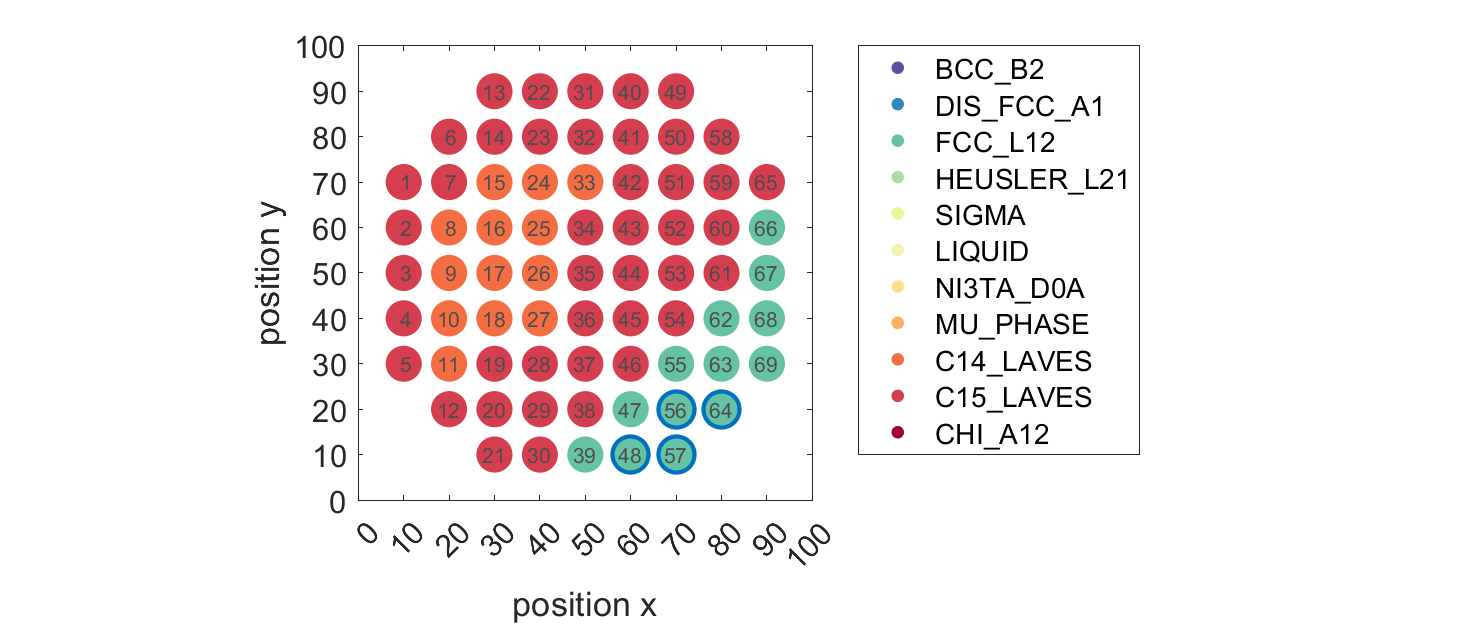 100
90 13 22 31 40 49
80 6 14 23 32 41 50 58
70 1 7 15 24 33 42 51 59 65
60 2 8 16 25 34 43 52 60 66
50 3 9 17 26 35 44 53 61 67
40 4 10 18 27 36 45 54 62 68
30 5 11 19 28 37 46 55 63 69
20 12 20 29 38 47 56 64
10 21 30 39 48 57
0
0 10 20 30 40 50 60 70 80 90 100
position x
position y
BCC_B2
DIS_FCC_A1
FCC_L12
HEUSLER_L21
SIGMA
LIQUID
NI3TA_D0A
MU_PHASE
C14_LAVES
C15_LAVES
CHI_A12